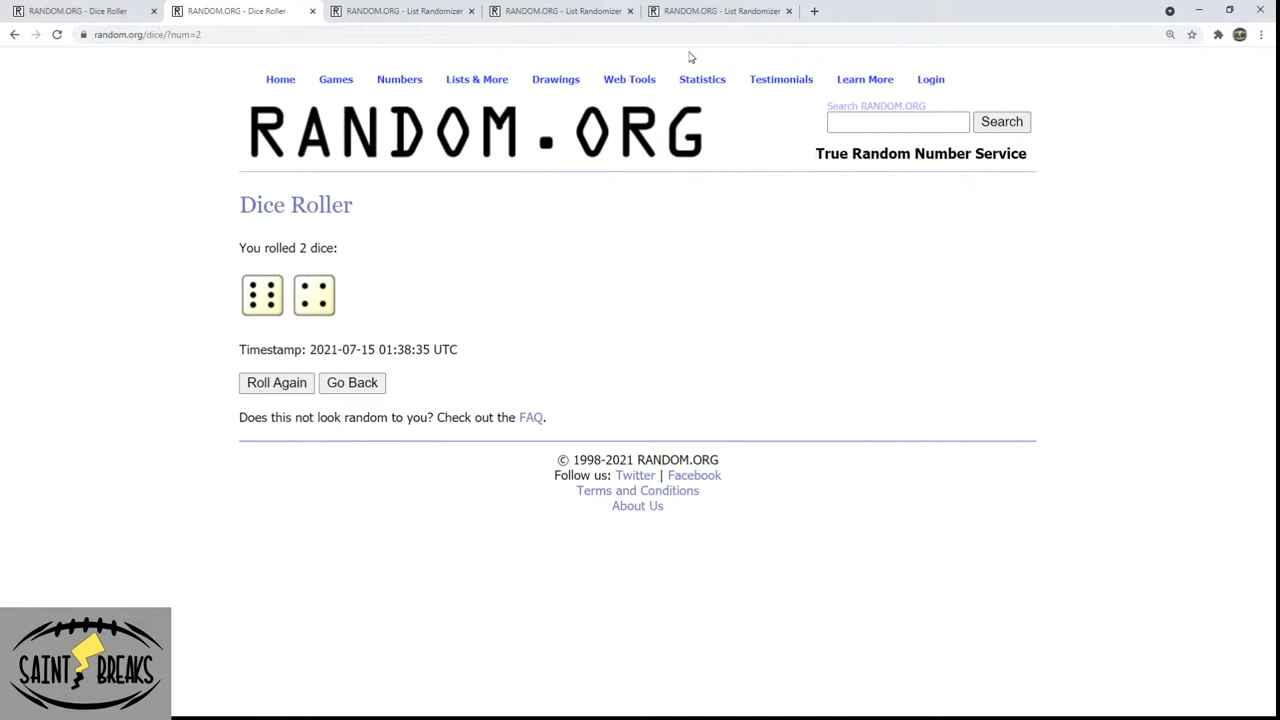 RANDOM.ORG - Dice Roller
RANDOM.ORG - Dice Roller
RANDOM.ORG - List Randomizer
RANDOM.ORG - List Randomizer
RANDOM.ORG - List Randomizer
random.org/dice/?num=2
Home Games Numbers Lists & More Drawings Web Tools Statistics Testimonials Learn More Login
RANDOM.ORG
Search RANDOM.ORG
Search
True Random Number Service
Dice Roller
You rolled 2 dice:
Timestamp: 2021-07-15 01:38:35 UTC
Roll Again Go Back
Does this not look random to you? Check out the FAQ.
© 1998-2021 RANDOM.ORG
Follow us: Twitter | Facebook
Terms and Conditions
About Us
SAINT BREAKS